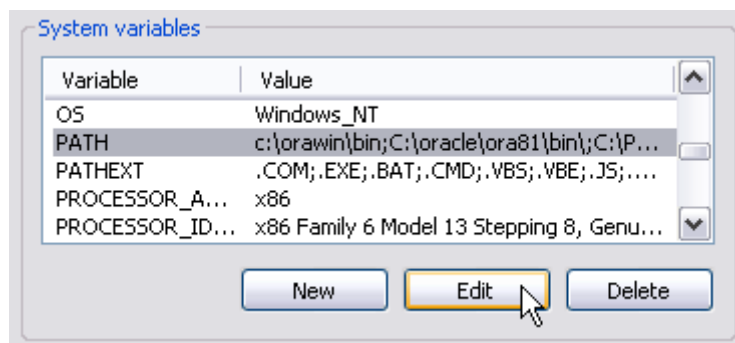 System variables
Variable Value
OS Windows_NT
PATH c:\orawin\bin;C:\oracle\ora81\bin\;C:\P...
PATHEXT .COM;.EXE;.BAT;.CMD;.VBS;.VBE;.JS;....
PROCESSOR_A... x86
PROCESSOR_ID... x86 Family 6 Model 13 Stepping 8, Genu...
New Edit Delete